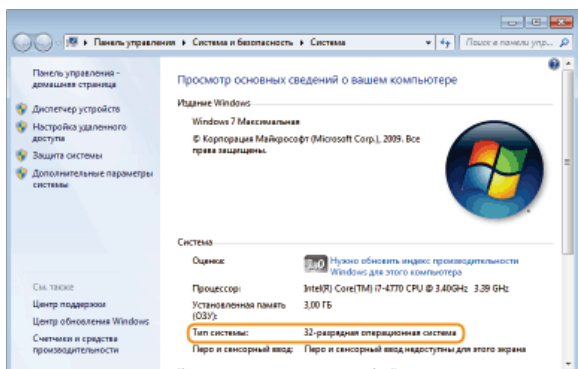 Панель управления ▸ Система и безопасность ▸ Система
Поиск в панели упр...
Панель управления -
домашняя страница
Диспетчер устройств
Настройка удаленного
доступа
Защита системы
Дополнительные параметры
системы
См. также
Центр поддержки
Центр обновления Windows
Счетчики и средства
производительности
Просмотр основных сведений о вашем компьютере
Издание Windows
Windows 7 Максимальная
© Корпорация Майкрософт (Microsoft Corp.), 2009. Все
права защищены.
Система
Оценка: Нужно обновить индекс производительности
Windows для этого компьютера
Процессор: Intel(R) Core(TM) i7-4770 CPU @ 3.40GHz 3.39 GHz
Установленная память 3,00 ГБ
(ОЗУ):
Тип системы: 32-разрядная операционная система
Перо и сенсорный ввод: Перо и сенсорный ввод недоступны для этого экрана